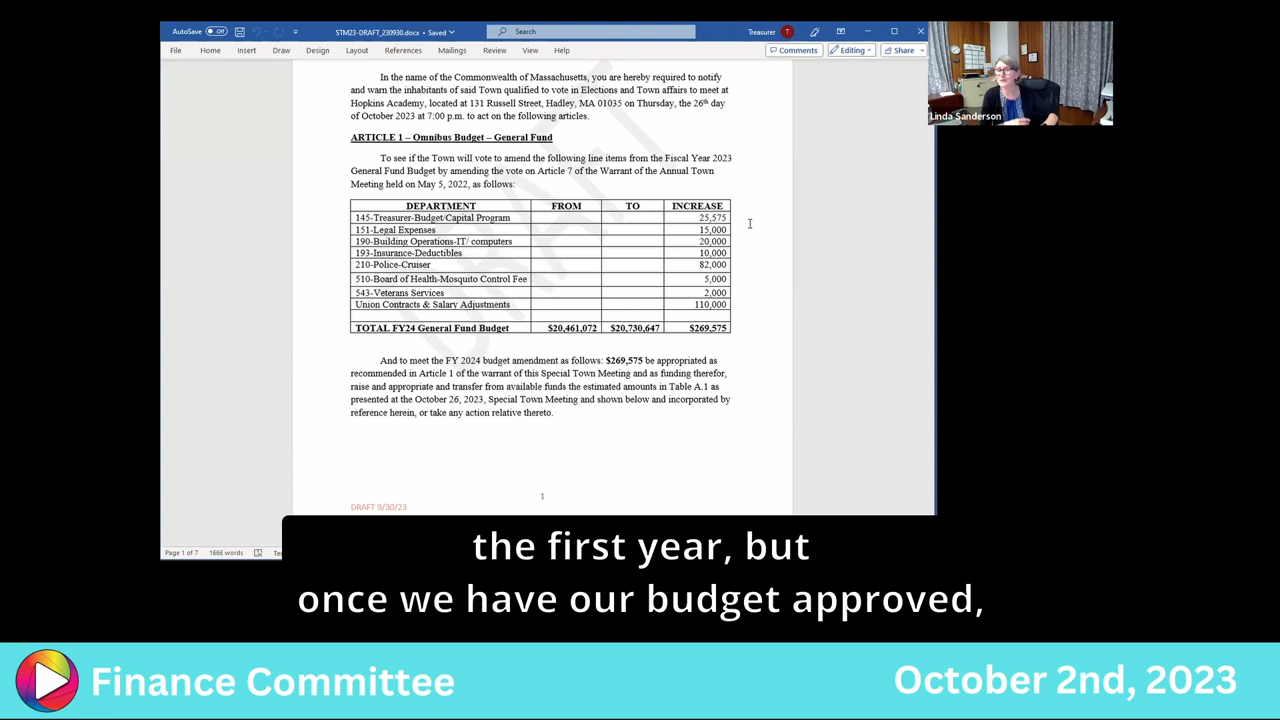 AutoSave Off
STM23-DRAFT_230930.docx • Saved
Search
Treasurer T
File Home Insert Draw Design Layout References Mailings Review View Help
Comments Editing Share
Linda Sanderson
In the name of the Commonwealth of Massachusetts, you are hereby required to notify
and warn the inhabitants of said Town qualified to vote in Elections and Town affairs to meet at
Hopkins Academy, located at 131 Russell Street, Hadley, MA 01035 on Thursday, the 26th day
of October 2023 at 7:00 p.m. to act on the following articles.
ARTICLE 1 – Omnibus Budget – General Fund
To see if the Town will vote to amend the following line items from the Fiscal Year 2023
General Fund Budget by amending the vote on Article 7 of the Warrant of the Annual Town
Meeting held on May 5, 2022, as follows:
DEPARTMENT FROM TO INCREASE
145-Treasurer-Budget/Capital Program 25,575
151-Legal Expenses 15,000
190-Building Operations-IT/ computers 20,000
193-Insurance-Deductibles 10,000
210-Police-Cruiser 82,000
510-Board of Health-Mosquito Control Fee 5,000
543-Veterans Services 2,000
Union Contracts & Salary Adjustments 110,000
TOTAL FY24 General Fund Budget $20,461,072 $20,730,647 $269,575
And to meet the FY 2024 budget amendment as follows: $269,575 be appropriated as
recommended in Article 1 of the warrant of this Special Town Meeting and as funding therefor,
raise and appropriate and transfer from available funds the estimated amounts in Table A.1 as
presented at the October 26, 2023, Special Town Meeting and shown below and incorporated by
reference herein, or take any action relative thereto.
DRAFT
1
DRAFT 9/30/23
Page 1 of 7 1666 words
the first year, but
once we have our budget approved,
Finance Committee
October 2nd, 2023